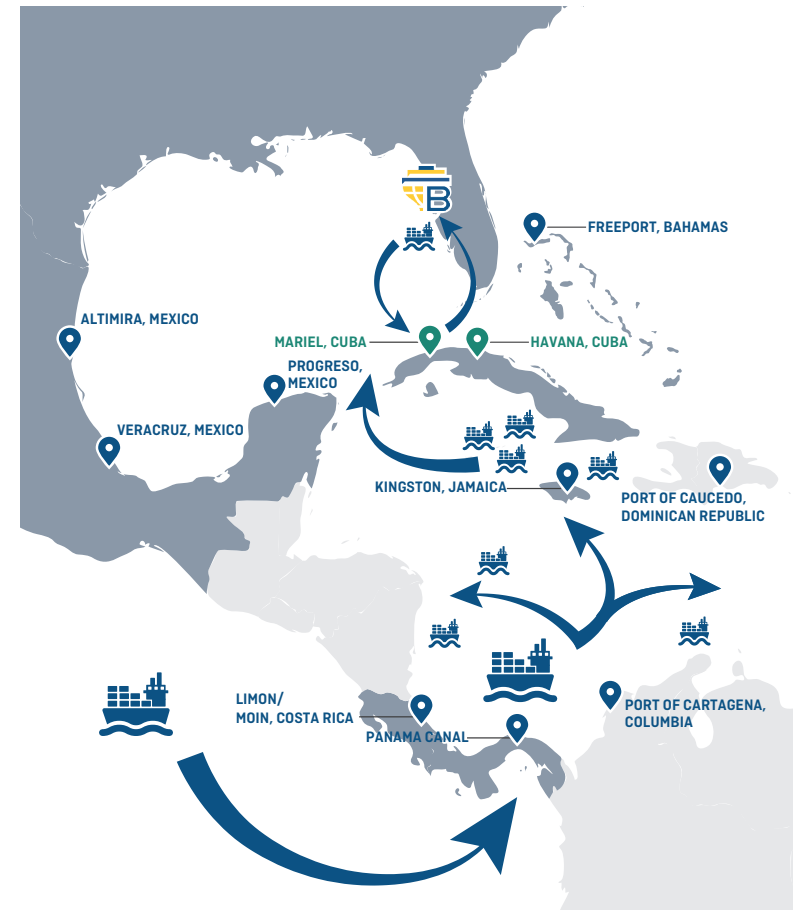 B
FREEPORT, BAHAMAS
ALTIMIRA, MEXICO
MARIEL, CUBA
HAVANA, CUBA
PROGRESO,
MEXICO
VERACRUZ, MEXICO
KINGSTON, JAMAICA
PORT OF CAUCEDO,
DOMINICAN REPUBLIC
LIMON/
MOIN, COSTA RICA
PORT OF CARTAGENA,
COLUMBIA
PANAMA CANAL